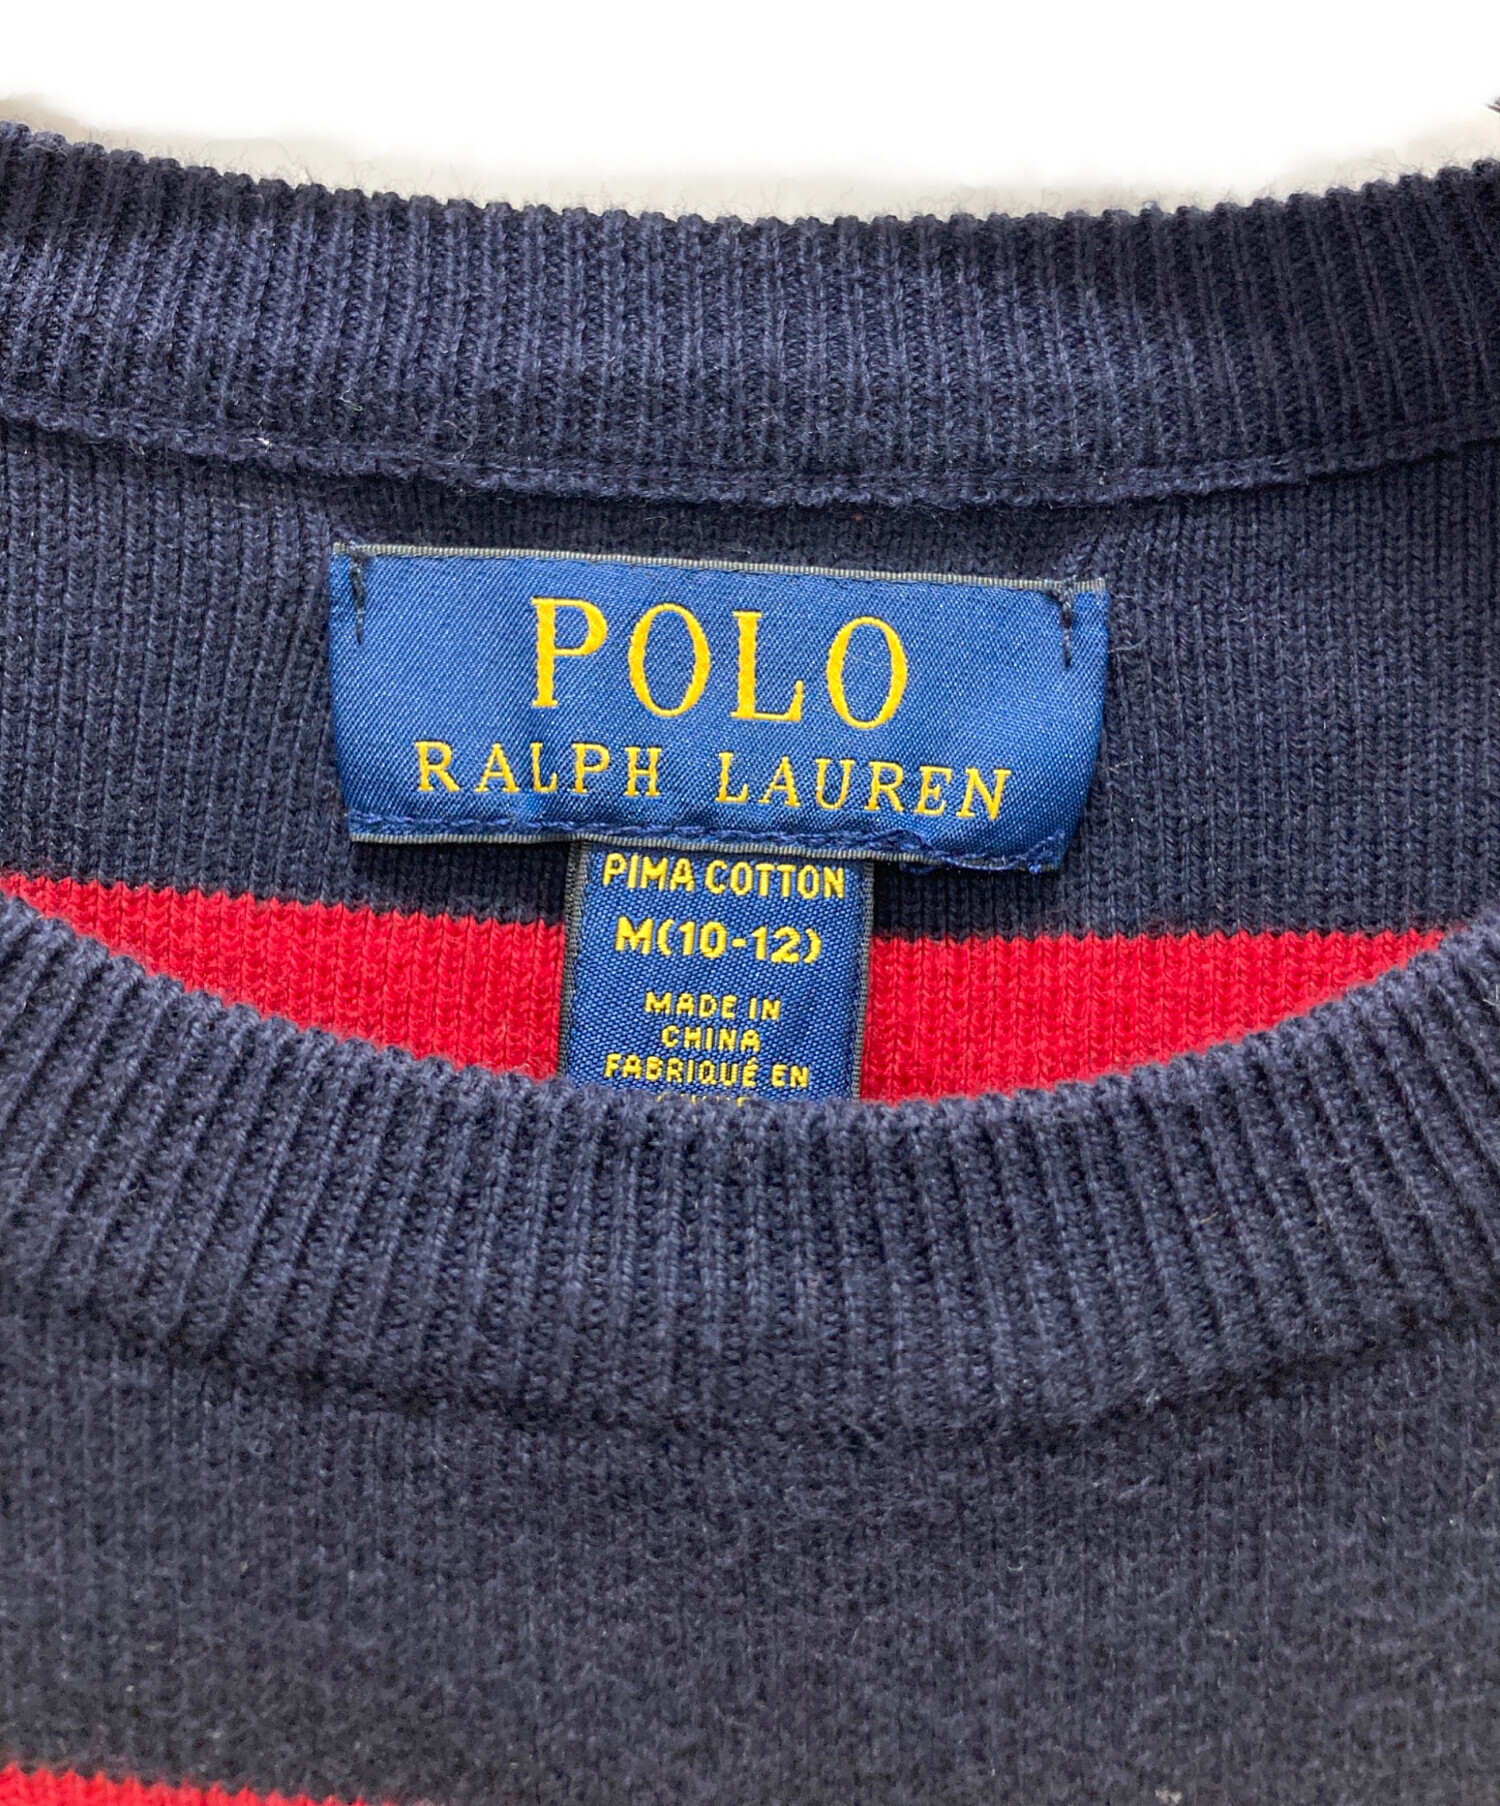 POLO
RALPH LAUREN
PIMA COTTON
M(10-12)
MADE IN
CHINA
FABRIQUÉ EN